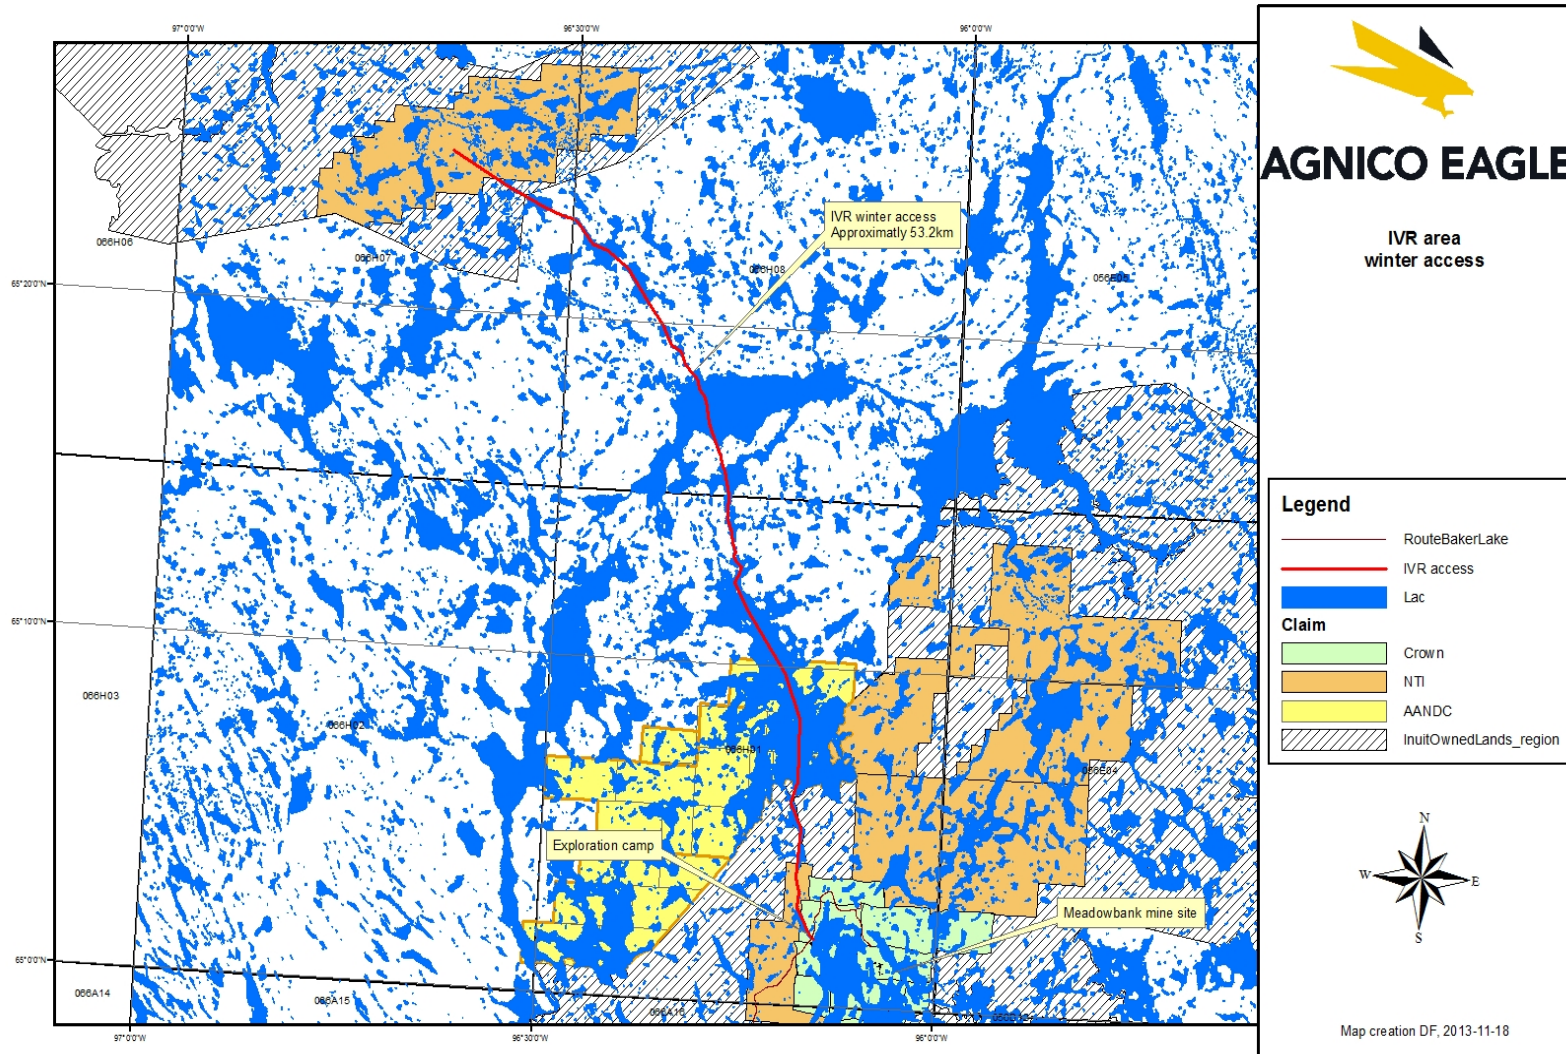 97°0'0"W
96°30'0"W
96°0'0"W
AGNICO EAGLE
IVR area
winter access
IVR winter access
Approximatly 53.2km
066H06
066H07
066H08
056E05
65°20'0"N
Legend
RouteBakerLake
IVR access
Lac
Claim
Crown
NTI
AANDC
InuitOwnedLands_region
65°10'0"N
066H03
066H02
066H01
056E04
Exploration camp
Meadowbank mine site
N
W
E
S
65°0'0"N
066A14
066A15
066A16
97°0'0"W
96°30'0"W
96°0'0"W
Map creation DF, 2013-11-18